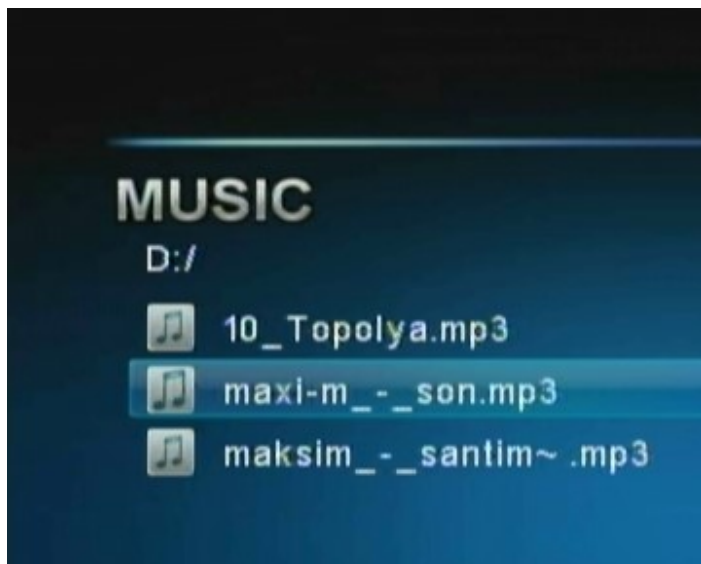 MUSIC
D:/
10_Topolya.mp3
maxi-m_-_son.mp3
maksim_-_santim~ .mp3